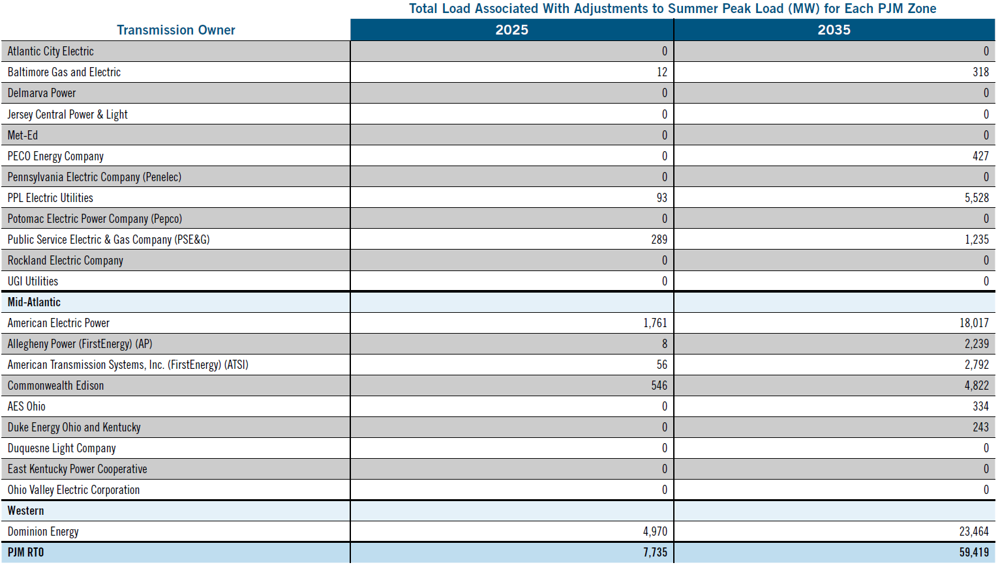 Total Load Associated With Adjustments to Summer Peak Load (MW) for Each PJM Zone
Transmission Owner 2025 2035
Atlantic City Electric 0 0
Baltimore Gas and Electric 12 318
Delmarva Power 0 0
Jersey Central Power & Light 0 0
Met-Ed 0 0
PECO Energy Company 0 427
Pennsylvania Electric Company (Penelec) 0 0
PPL Electric Utilities 93 5,528
Potomac Electric Power Company (Pepco) 0 0
Public Service Electric & Gas Company (PSE&G) 289 1,235
Rockland Electric Company 0 0
UGI Utilities 0 0
Mid-Atlantic
American Electric Power 1,761 18,017
Allegheny Power (FirstEnergy) (AP) 8 2,239
American Transmission Systems, Inc. (FirstEnergy) (ATSI) 56 2,792
Commonwealth Edison 546 4,822
AES Ohio 0 334
Duke Energy Ohio and Kentucky 0 243
Duquesne Light Company 0 0
East Kentucky Power Cooperative 0 0
Ohio Valley Electric Corporation 0 0
Western
Dominion Energy 4,970 23,464
PJM RTO 7,735 59,419